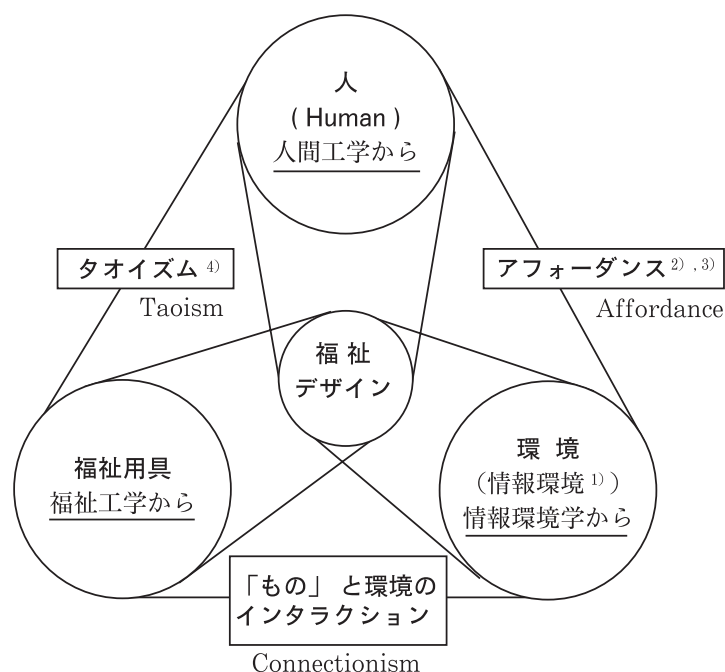 人
( Human )
人間工学から
タオイズム 4)
Taoism
アフォーダンス 2) , 3)
Affordance
福 祉
デザイン
福祉用具
福祉工学から
環 境
(情報環境 1) )
情報環境学から
「もの」 と環境の
インタラクション
Connectionism